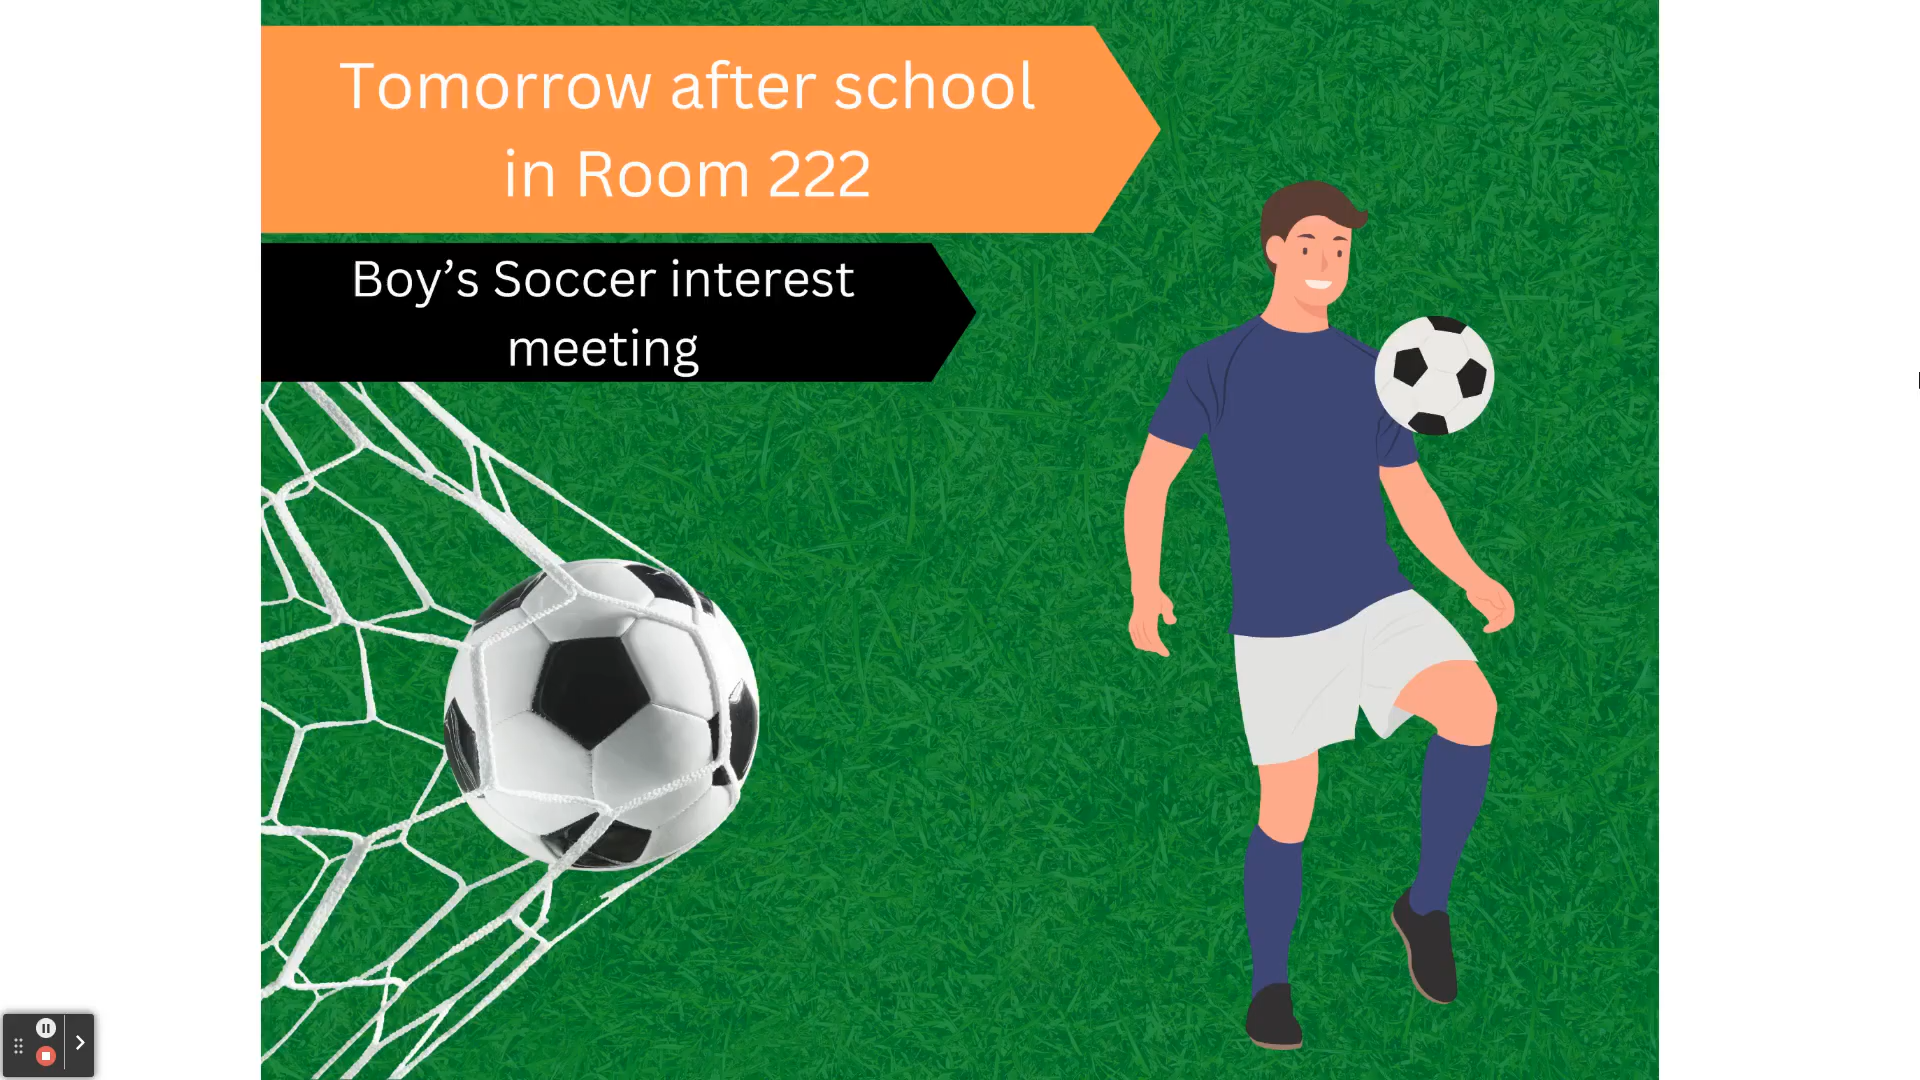 Tomorrow after school
in Room 222
Boy’s Soccer interest
meeting